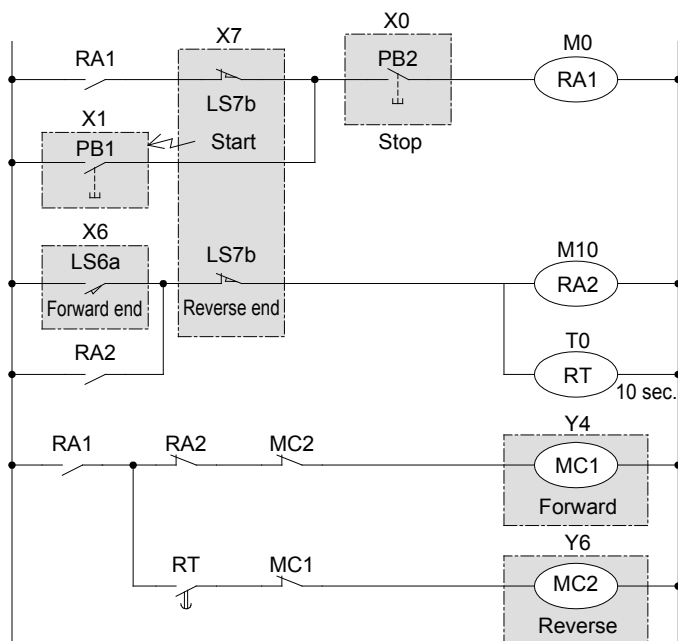 X7
X0
RA1
PB2
M0
RA1
LS7b
X1
PB1
Start
Stop
X6
LS6a
LS7b
M10
RA2
Forward end
Reverse end
RA2
T0
RT
10 sec.
RA1
RA2
MC2
Y4
MC1
Forward
RT
MC1
Y6
MC2
Reverse